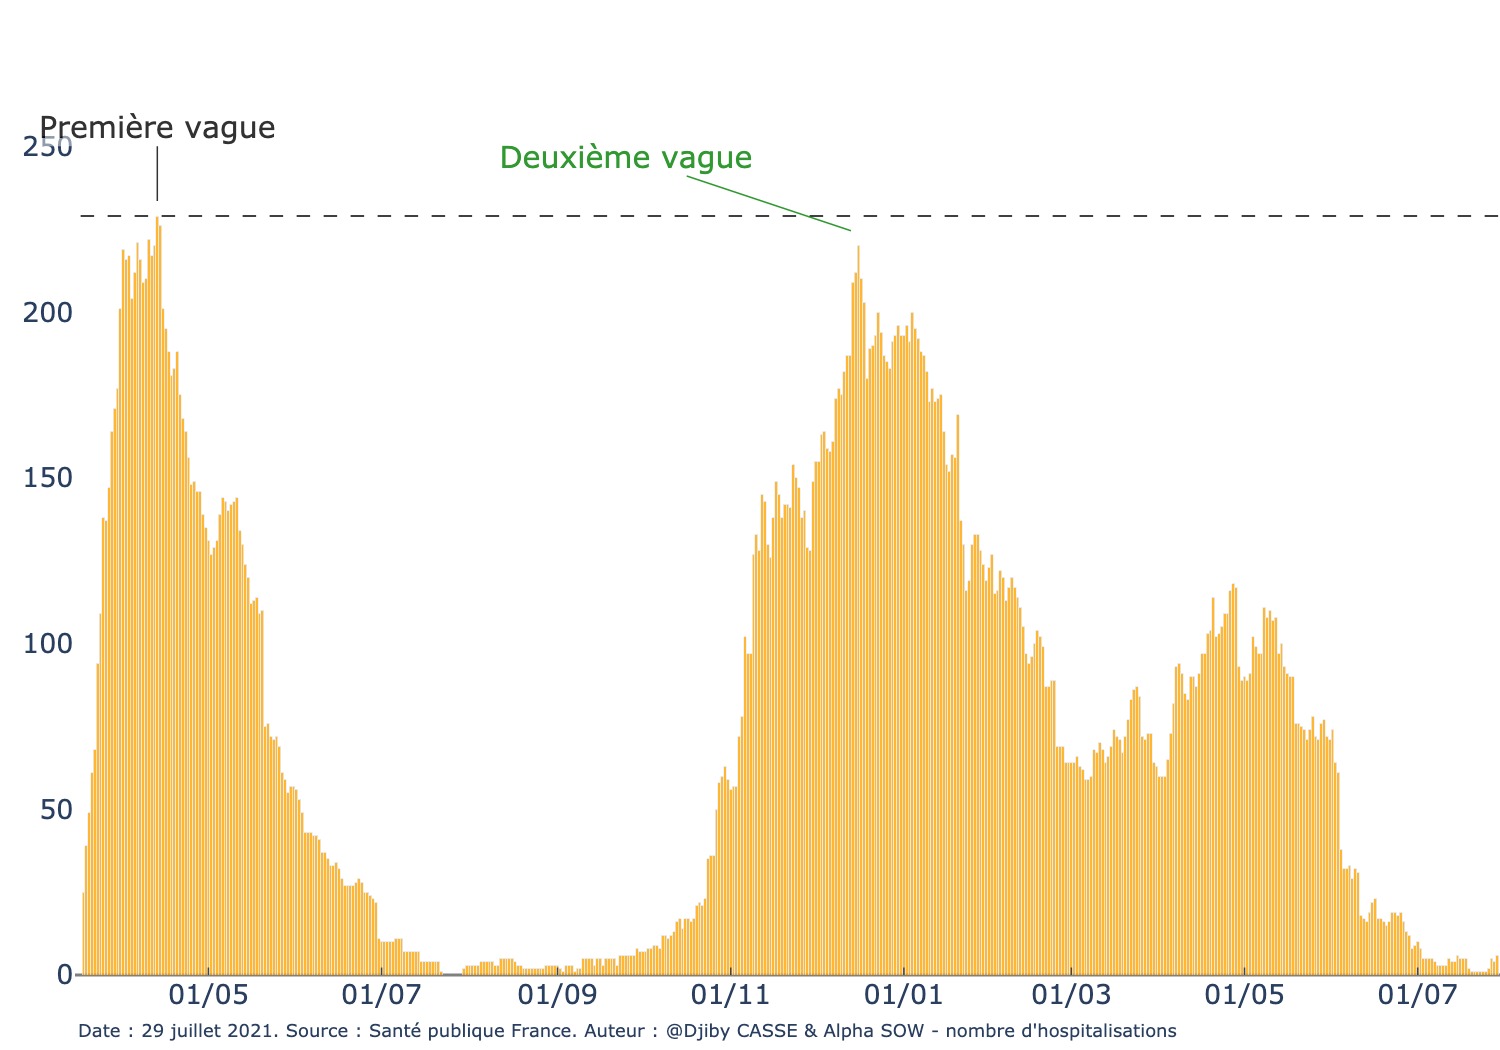 Première vague
250
Deuxième vague
200
150
100
50
0
01/05 01/07 01/09 01/11 01/01 01/03 01/05 01/07
Date : 29 juillet 2021. Source : Santé publique France. Auteur : @Djiby CASSE & Alpha SOW - nombre d'hospitalisations